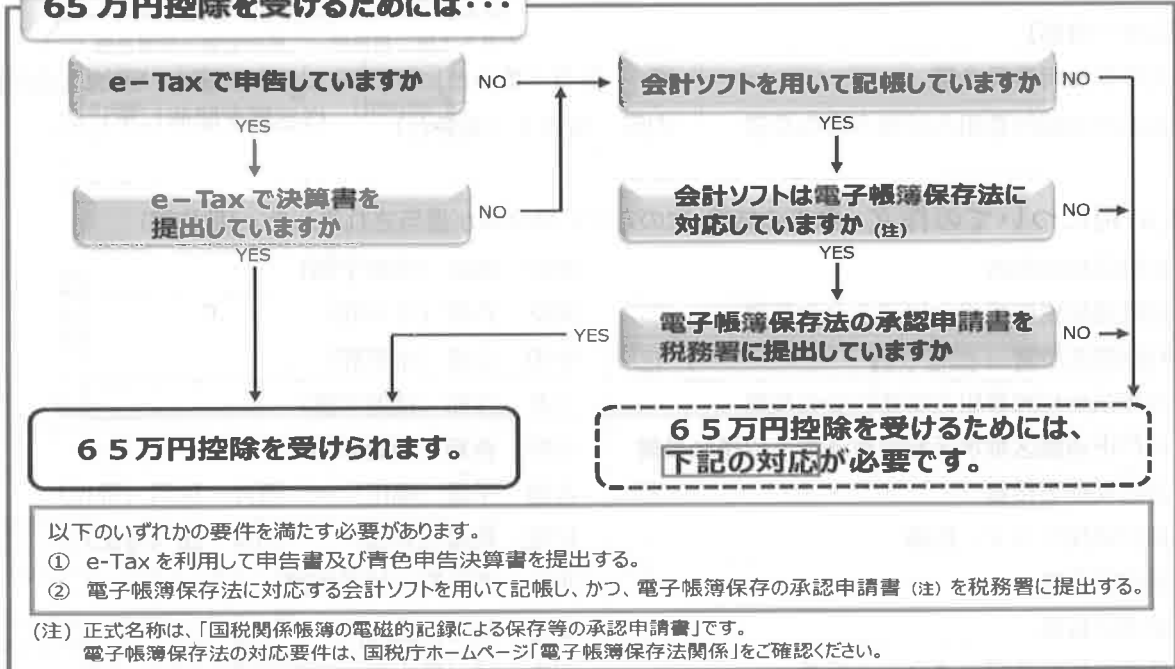 65万円控除を受けるためには･･･
e－Taxで申告していますか
NO
会計ソフトを用いて記帳していますか
NO
YES
YES
e－Taxで決算書を
提出していますか
NO
会計ソフトは電子帳簿保存法に
対応していますか (注)
NO
YES
YES
YES
電子帳簿保存法の承認申請書を
税務署に提出していますか
NO
６５万円控除を受けられます。
６５万円控除を受けるためには、
下記の対応が必要です。
以下のいずれかの要件を満たす必要があります。
① e-Taxを利用して申告書及び青色申告決算書を提出する。
② 電子帳簿保存法に対応する会計ソフトを用いて記帳し、かつ、電子帳簿保存の承認申請書 (注) を税務署に提出する。
(注) 正式名称は、「国税関係帳簿の電磁的記録による保存等の承認申請書」です。
電子帳簿保存法の対応要件は、国税庁ホームページ「電子帳簿保存法関係」をご確認ください。